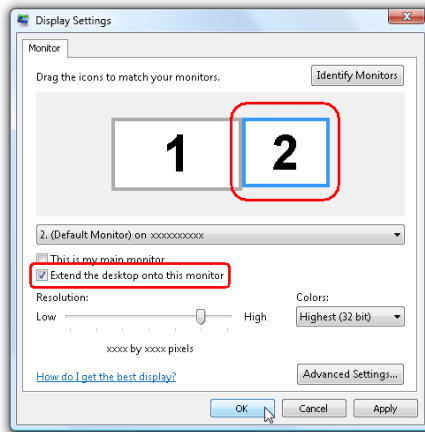 Display Settings
Monitor
Drag the icons to match your monitors.
Identify Monitors
1
2
2. (Default Monitor) on xxxxxxxxxx
This is my main monitor
Extend the desktop onto this monitor
Resolution:
Colors:
Low
High
Highest (32 bit)
xxxx by xxxx pixels
How do I get the best display?
Advanced Settings...
OK
Cancel
Apply